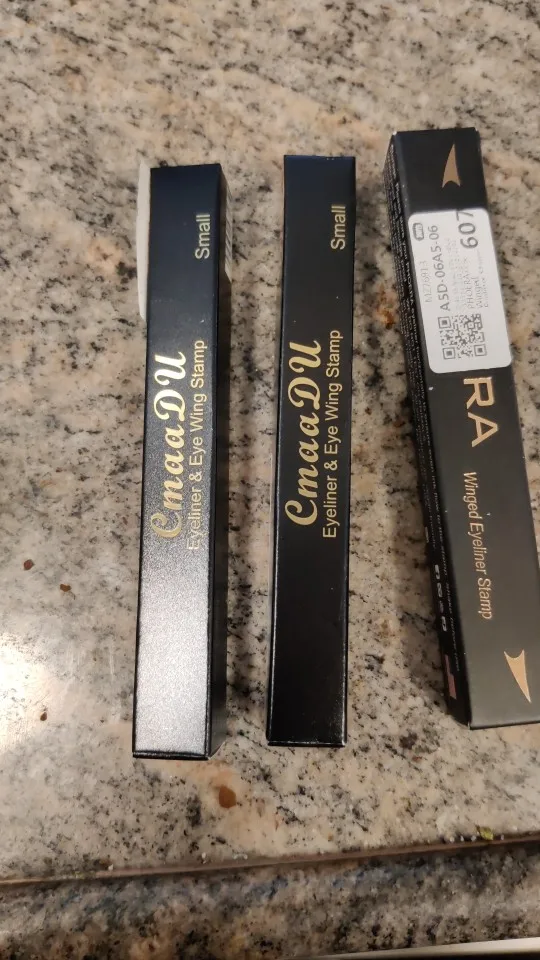 Small
CmaaDU
Eyeliner & Eye Wing Stamp
Small
CmaaDU
Eyeliner & Eye Wing Stamp
A5D-06A5-06
607
RA
Winged Eyeliner Stamp